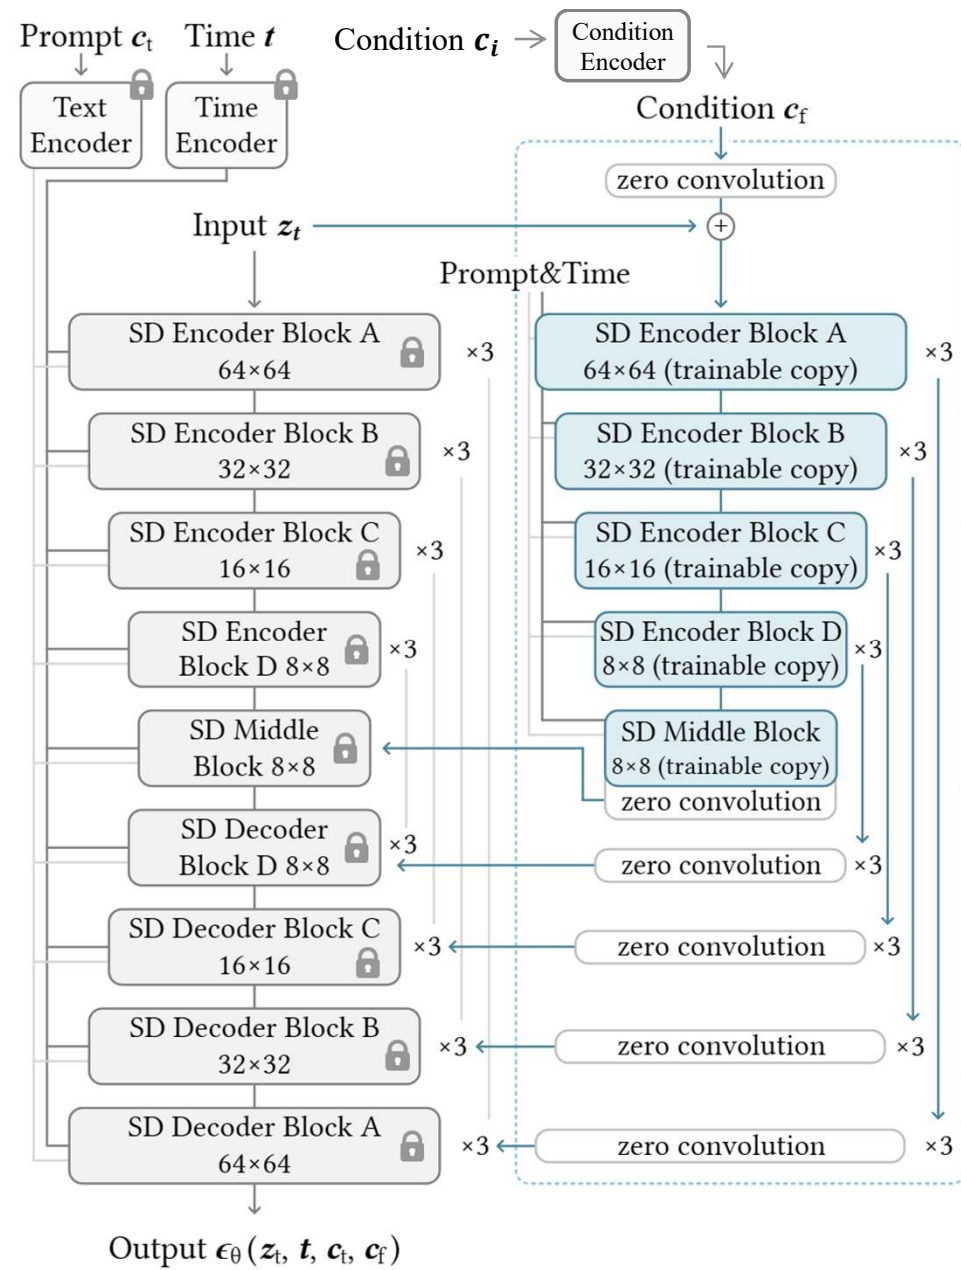 Prompt cₜ
Time t
Condition cᵢ
Condition
Encoder
Text
Encoder
Time
Encoder
Condition c_f
zero convolution
Input zₜ
+
Prompt&Time
SD Encoder Block A
64×64
×3
SD Encoder Block A
64×64 (trainable copy)
×3
SD Encoder Block B
32×32
×3
SD Encoder Block B
32×32 (trainable copy)
×3
SD Encoder Block C
16×16
×3
SD Encoder Block C
16×16 (trainable copy)
×3
SD Encoder
Block D 8×8
×3
SD Encoder Block D
8×8 (trainable copy)
×3
SD Middle
Block 8×8
SD Middle Block
8×8 (trainable copy)
zero convolution
SD Decoder
Block D 8×8
×3
zero convolution
×3
SD Decoder Block C
16×16
×3
zero convolution
×3
SD Decoder Block B
32×32
×3
zero convolution
×3
SD Decoder Block A
64×64
×3
zero convolution
×3
Output ϵ_θ(zₜ, t, cₜ, c_f)